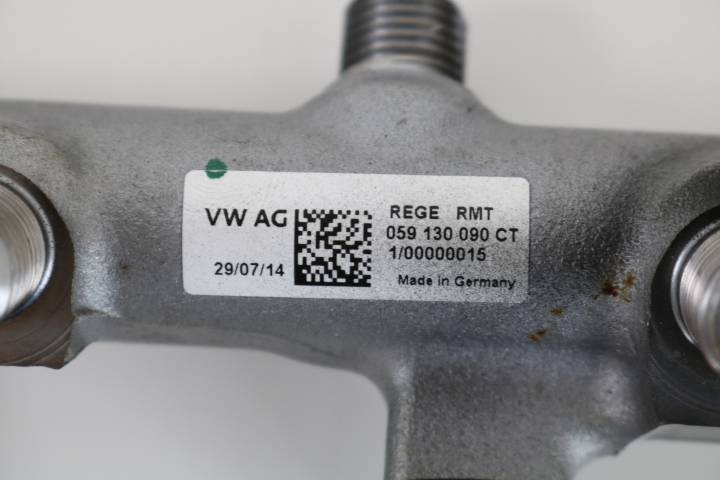 VW AG
29/07/14
REGE RMT
059 130 090 CT
1/00000015
Made in Germany